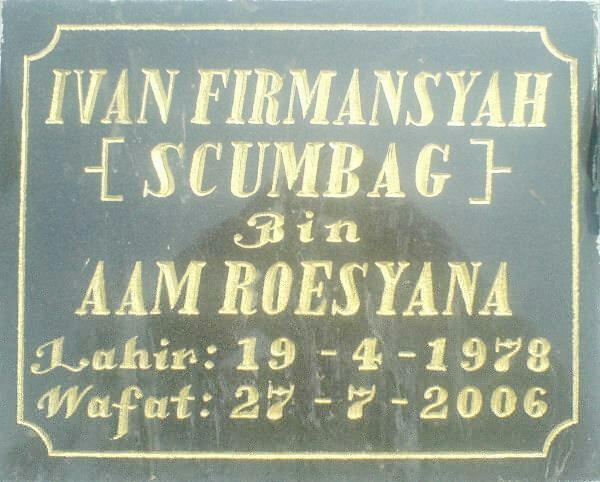 IVAN FIRMANSYAH
[ SCUMBAG ]
Bin
AAM ROESYANA
Lahir: 19 - 4 - 1978
Wafat: 27 - 7 - 2006